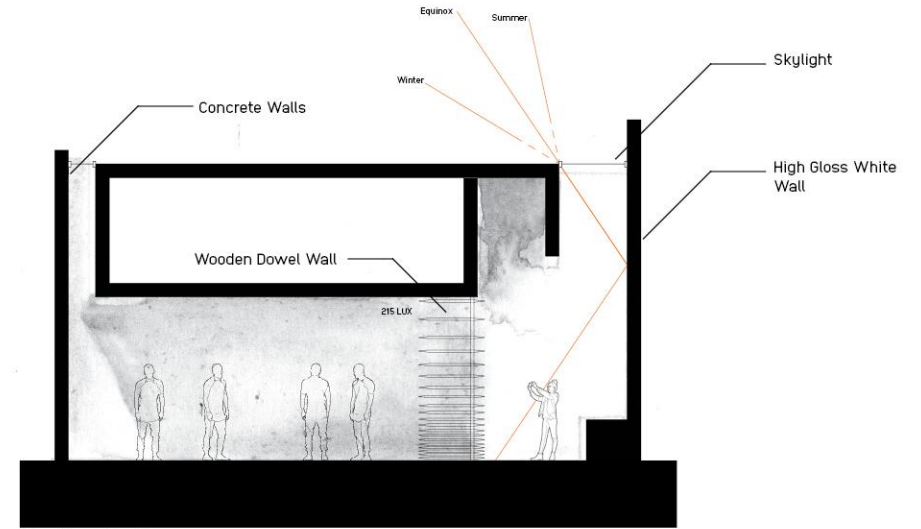 Equinox
Summer
Winter
Skylight
Concrete Walls
High Gloss White
Wall
Wooden Dowel Wall
215 LUX